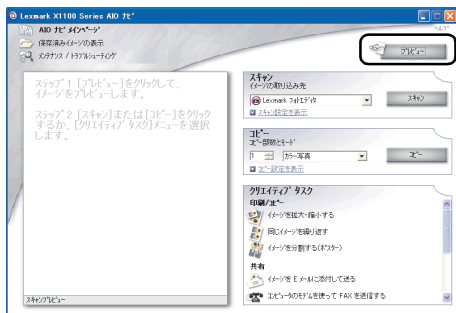 Lexmark X1100 Series AIO ナビ
AIO ナビ メインページ
ヘルプ
保存済みイメージの表示
メンテナンス / トラブルシューティング
プレビュー
ステップ 1 [プレビュー]をクリックして、
イメージをプレビューします。
ステップ 2 [スキャン]または[コピー]をクリック
するか、[クリエイティブ タスク]メニューを選択
します。
スキャンプレビュー
スキャン
イメージの取り込み先
Lexmark フォトエディタ
スキャン
スキャン設定を表示
コピー
コピー部数とモード
1
カラー写真
コピー
コピー設定を表示
クリエイティブ タスク
印刷/コピー
イメージを拡大・縮小する
同じイメージを繰り返す
イメージを分割する(ポスター)
共有
イメージを E メールに添付して送る
コンピュータのモデムを使って FAX を送信する